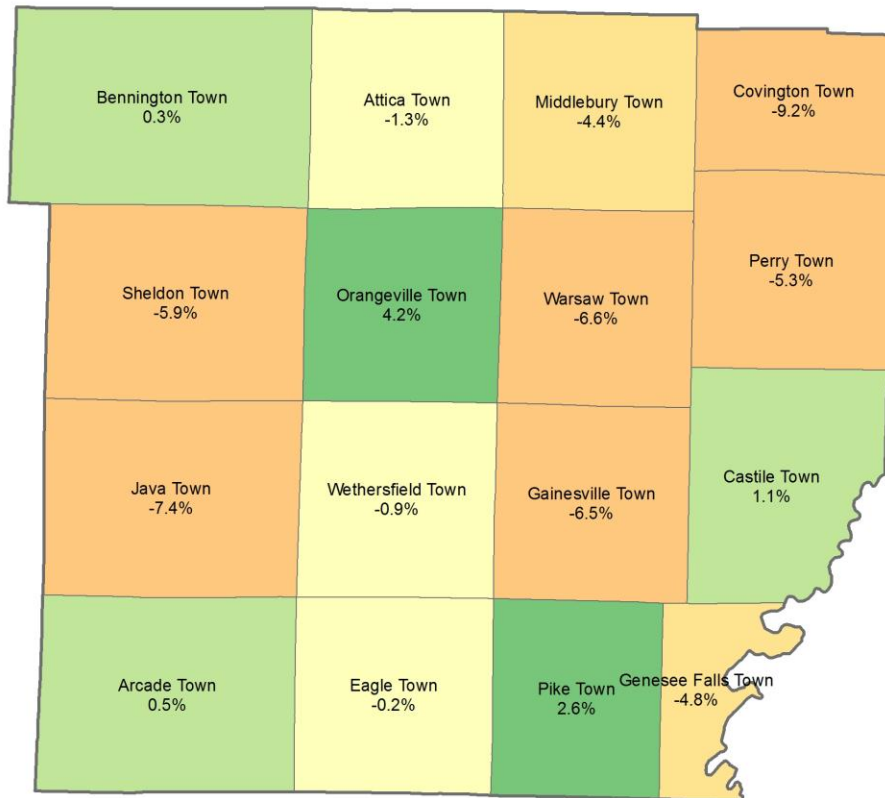 Bennington Town
0.3%
Attica Town
-1.3%
Middlebury Town
-4.4%
Covington Town
-9.2%
Sheldon Town
-5.9%
Orangeville Town
4.2%
Warsaw Town
-6.6%
Perry Town
-5.3%
Java Town
-7.4%
Wethersfield Town
-0.9%
Gainesville Town
-6.5%
Castile Town
1.1%
Arcade Town
0.5%
Eagle Town
-0.2%
Pike Town
2.6%
Genesee Falls Town
-4.8%